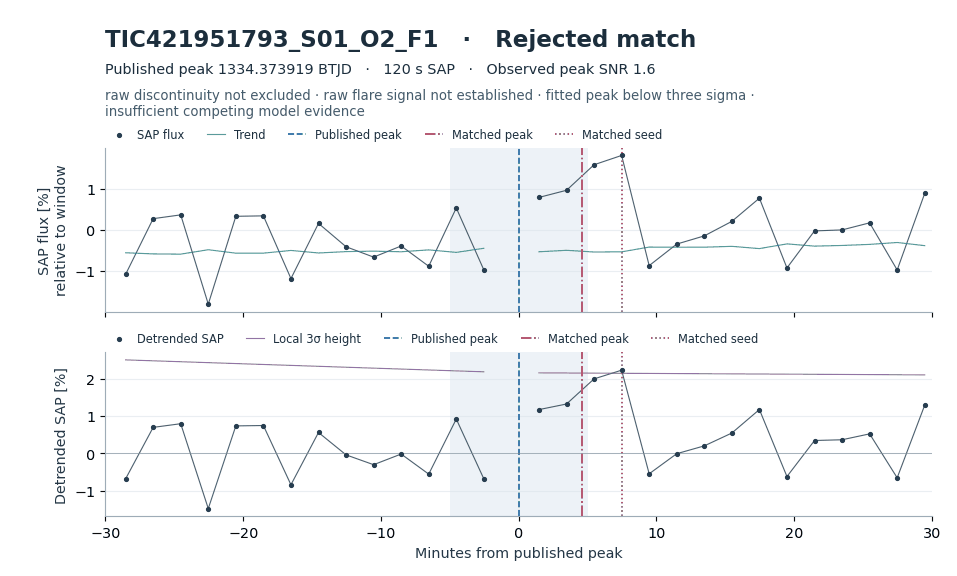 TIC421951793_S01_O2_F1   ·   Rejected match
Published peak 1334.373919 BTJD   ·   120 s SAP   ·   Observed peak SNR 1.6
raw discontinuity not excluded · raw flare signal not established · fitted peak below three sigma ·
insufficient competing model evidence
SAP flux   Trend   Published peak   Matched peak   Matched seed
SAP flux [%]
relative to window
1
0
−1
Detrended SAP   Local 3σ height   Published peak   Matched peak   Matched seed
Detrended SAP [%]
2
1
0
−1
−30   −20   −10   0   10   20   30
Minutes from published peak